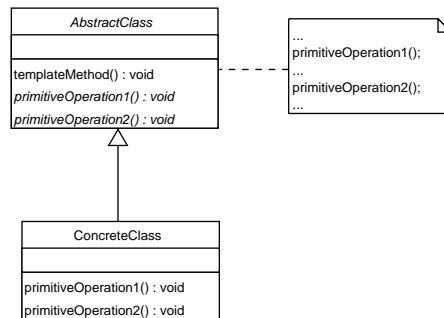 AbstractClass
templateMethod() : void
primitiveOperation1() : void
primitiveOperation2() : void
...
primitiveOperation1();
...
primitiveOperation2();
...
ConcreteClass
primitiveOperation1() : void
primitiveOperation2() : void